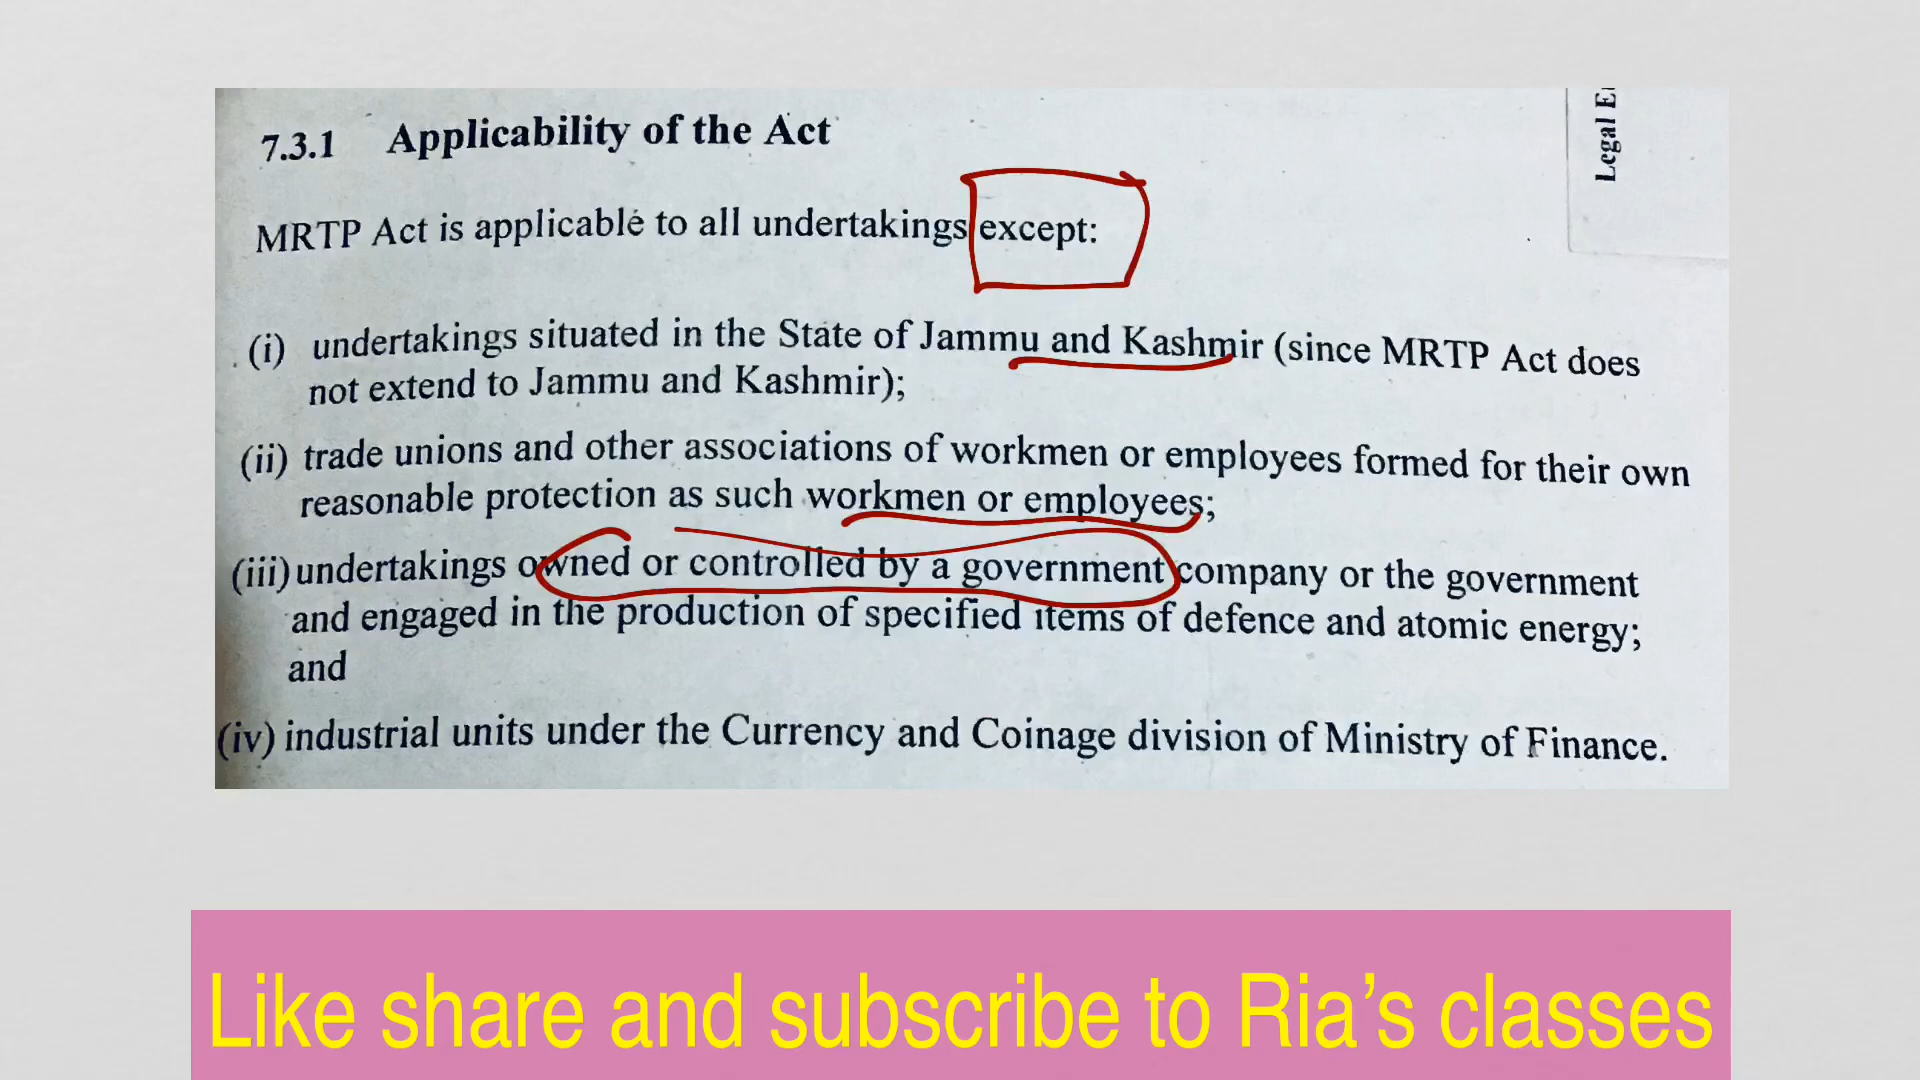 7.3.1 Applicability of the Act
Legal E
MRTP Act is applicable to all undertakings except:
(i) undertakings situated in the State of Jammu and Kashmir (since MRTP Act does
not extend to Jammu and Kashmir);
(ii) trade unions and other associations of workmen or employees formed for their own
reasonable protection as such workmen or employees;
(iii) undertakings owned or controlled by a government company or the government
and engaged in the production of specified items of defence and atomic energy;
and
(iv) industrial units under the Currency and Coinage division of Ministry of Finance.
Like share and subscribe to Ria’s classes